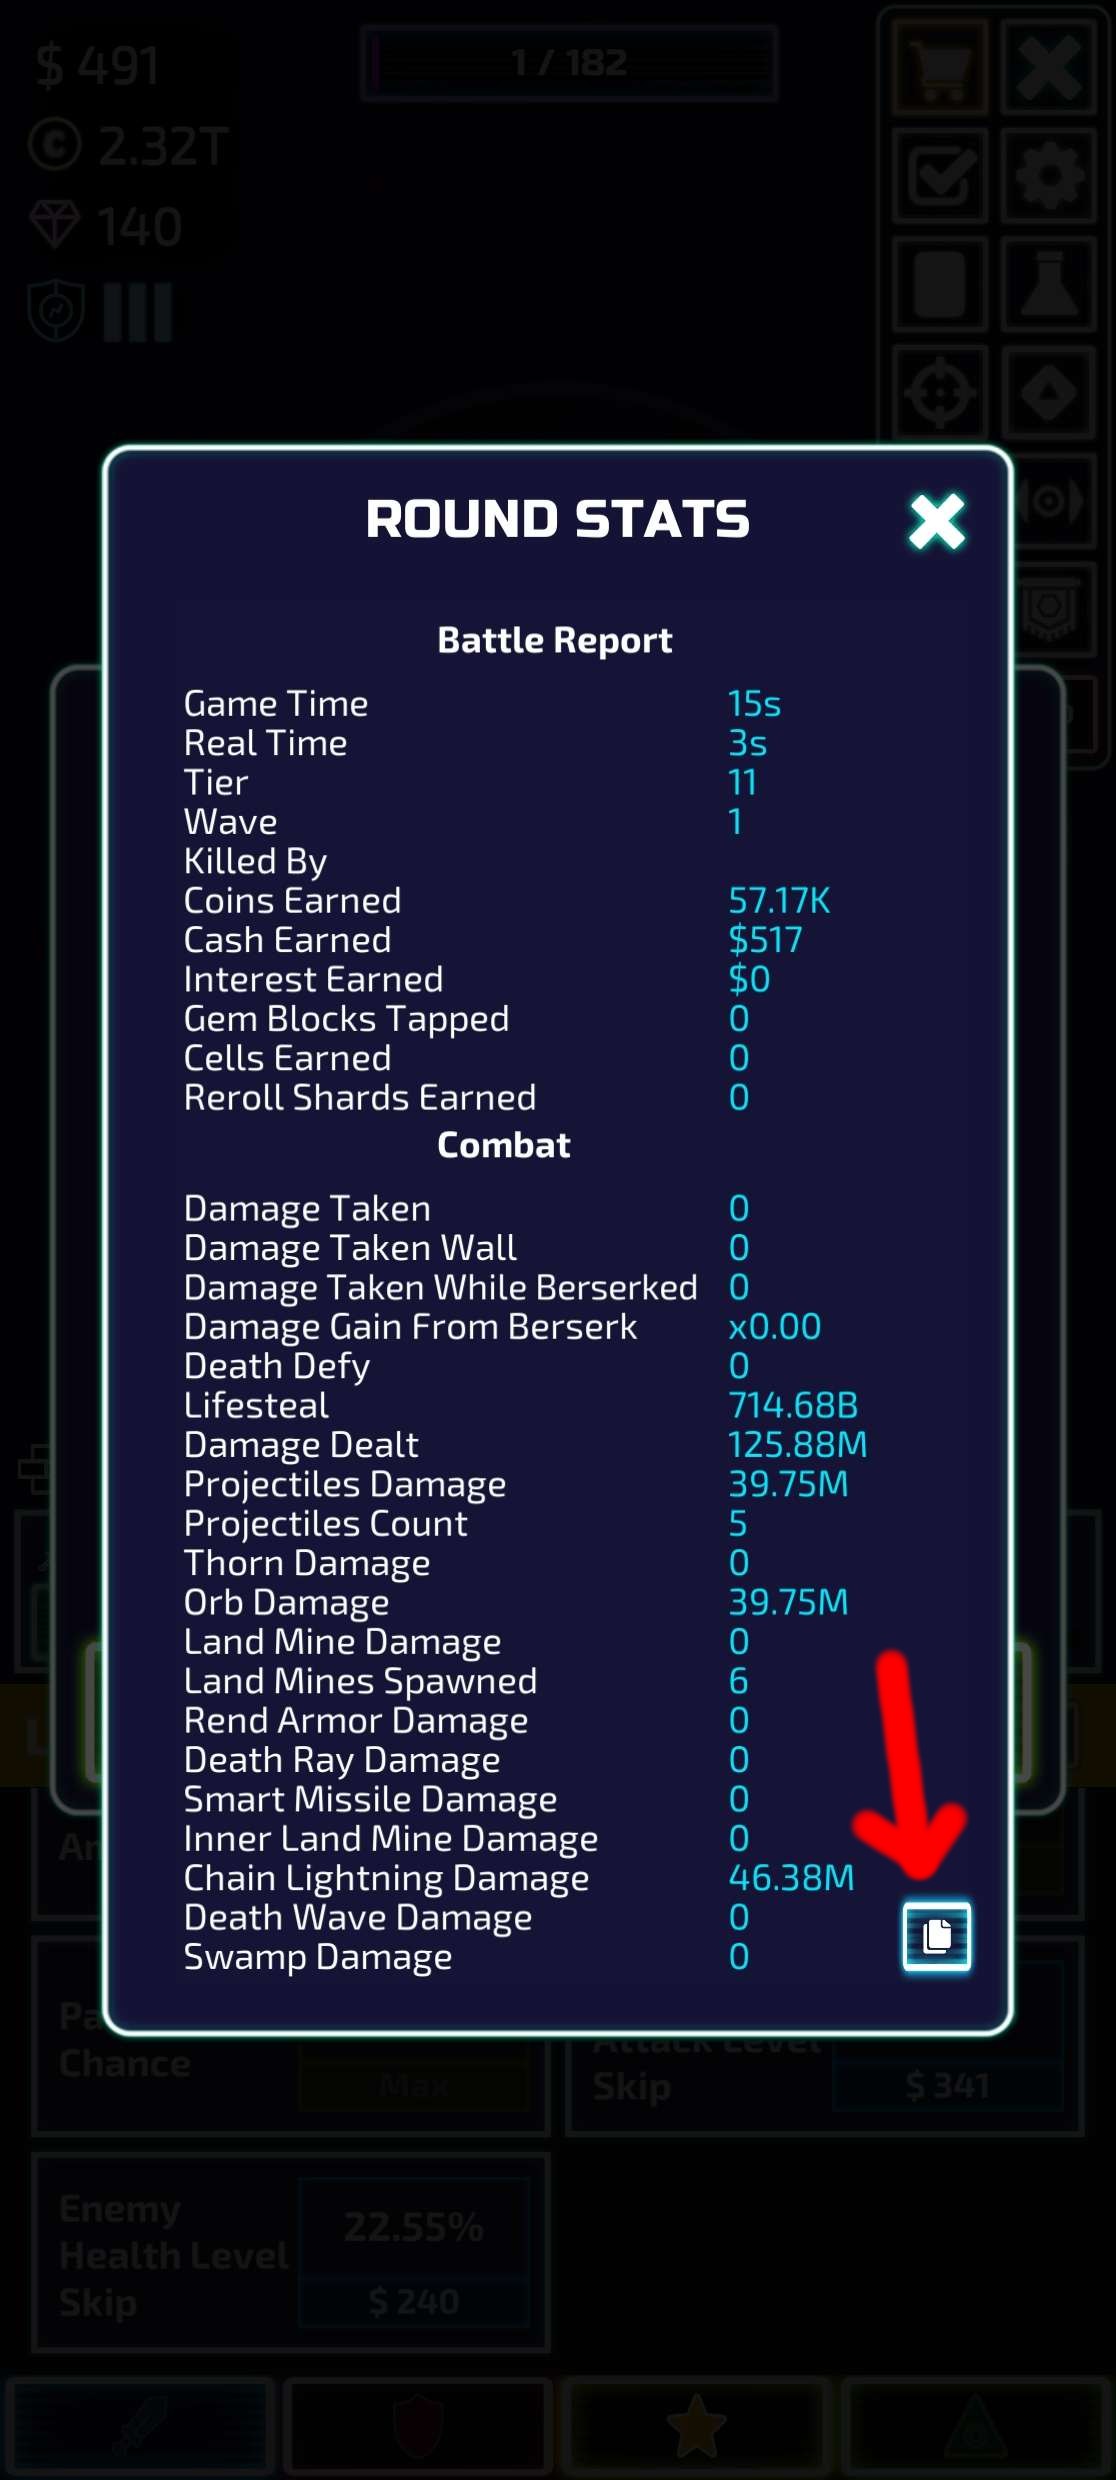 $ 491
1 / 182
2.32T
140
ROUND STATS
Battle Report
Game Time 15s
Real Time 3s
Tier 11
Wave 1
Killed By
Coins Earned 57.17K
Cash Earned $517
Interest Earned $0
Gem Blocks Tapped 0
Cells Earned 0
Reroll Shards Earned 0
Combat
Damage Taken 0
Damage Taken Wall 0
Damage Taken While Berserked 0
Damage Gain From Berserk x0.00
Death Defy 0
Lifesteal 714.68B
Damage Dealt 125.88M
Projectiles Damage 39.75M
Projectiles Count 5
Thorn Damage 0
Orb Damage 39.75M
Land Mine Damage 0
Land Mines Spawned 6
Rend Armor Damage 0
Death Ray Damage 0
Smart Missile Damage 0
Inner Land Mine Damage 0
Chain Lightning Damage 46.38M
Death Wave Damage 0
Swamp Damage 0
Chance
Max
Attack Level
Skip
$ 341
Enemy
Health Level
Skip
22.55%
$ 240